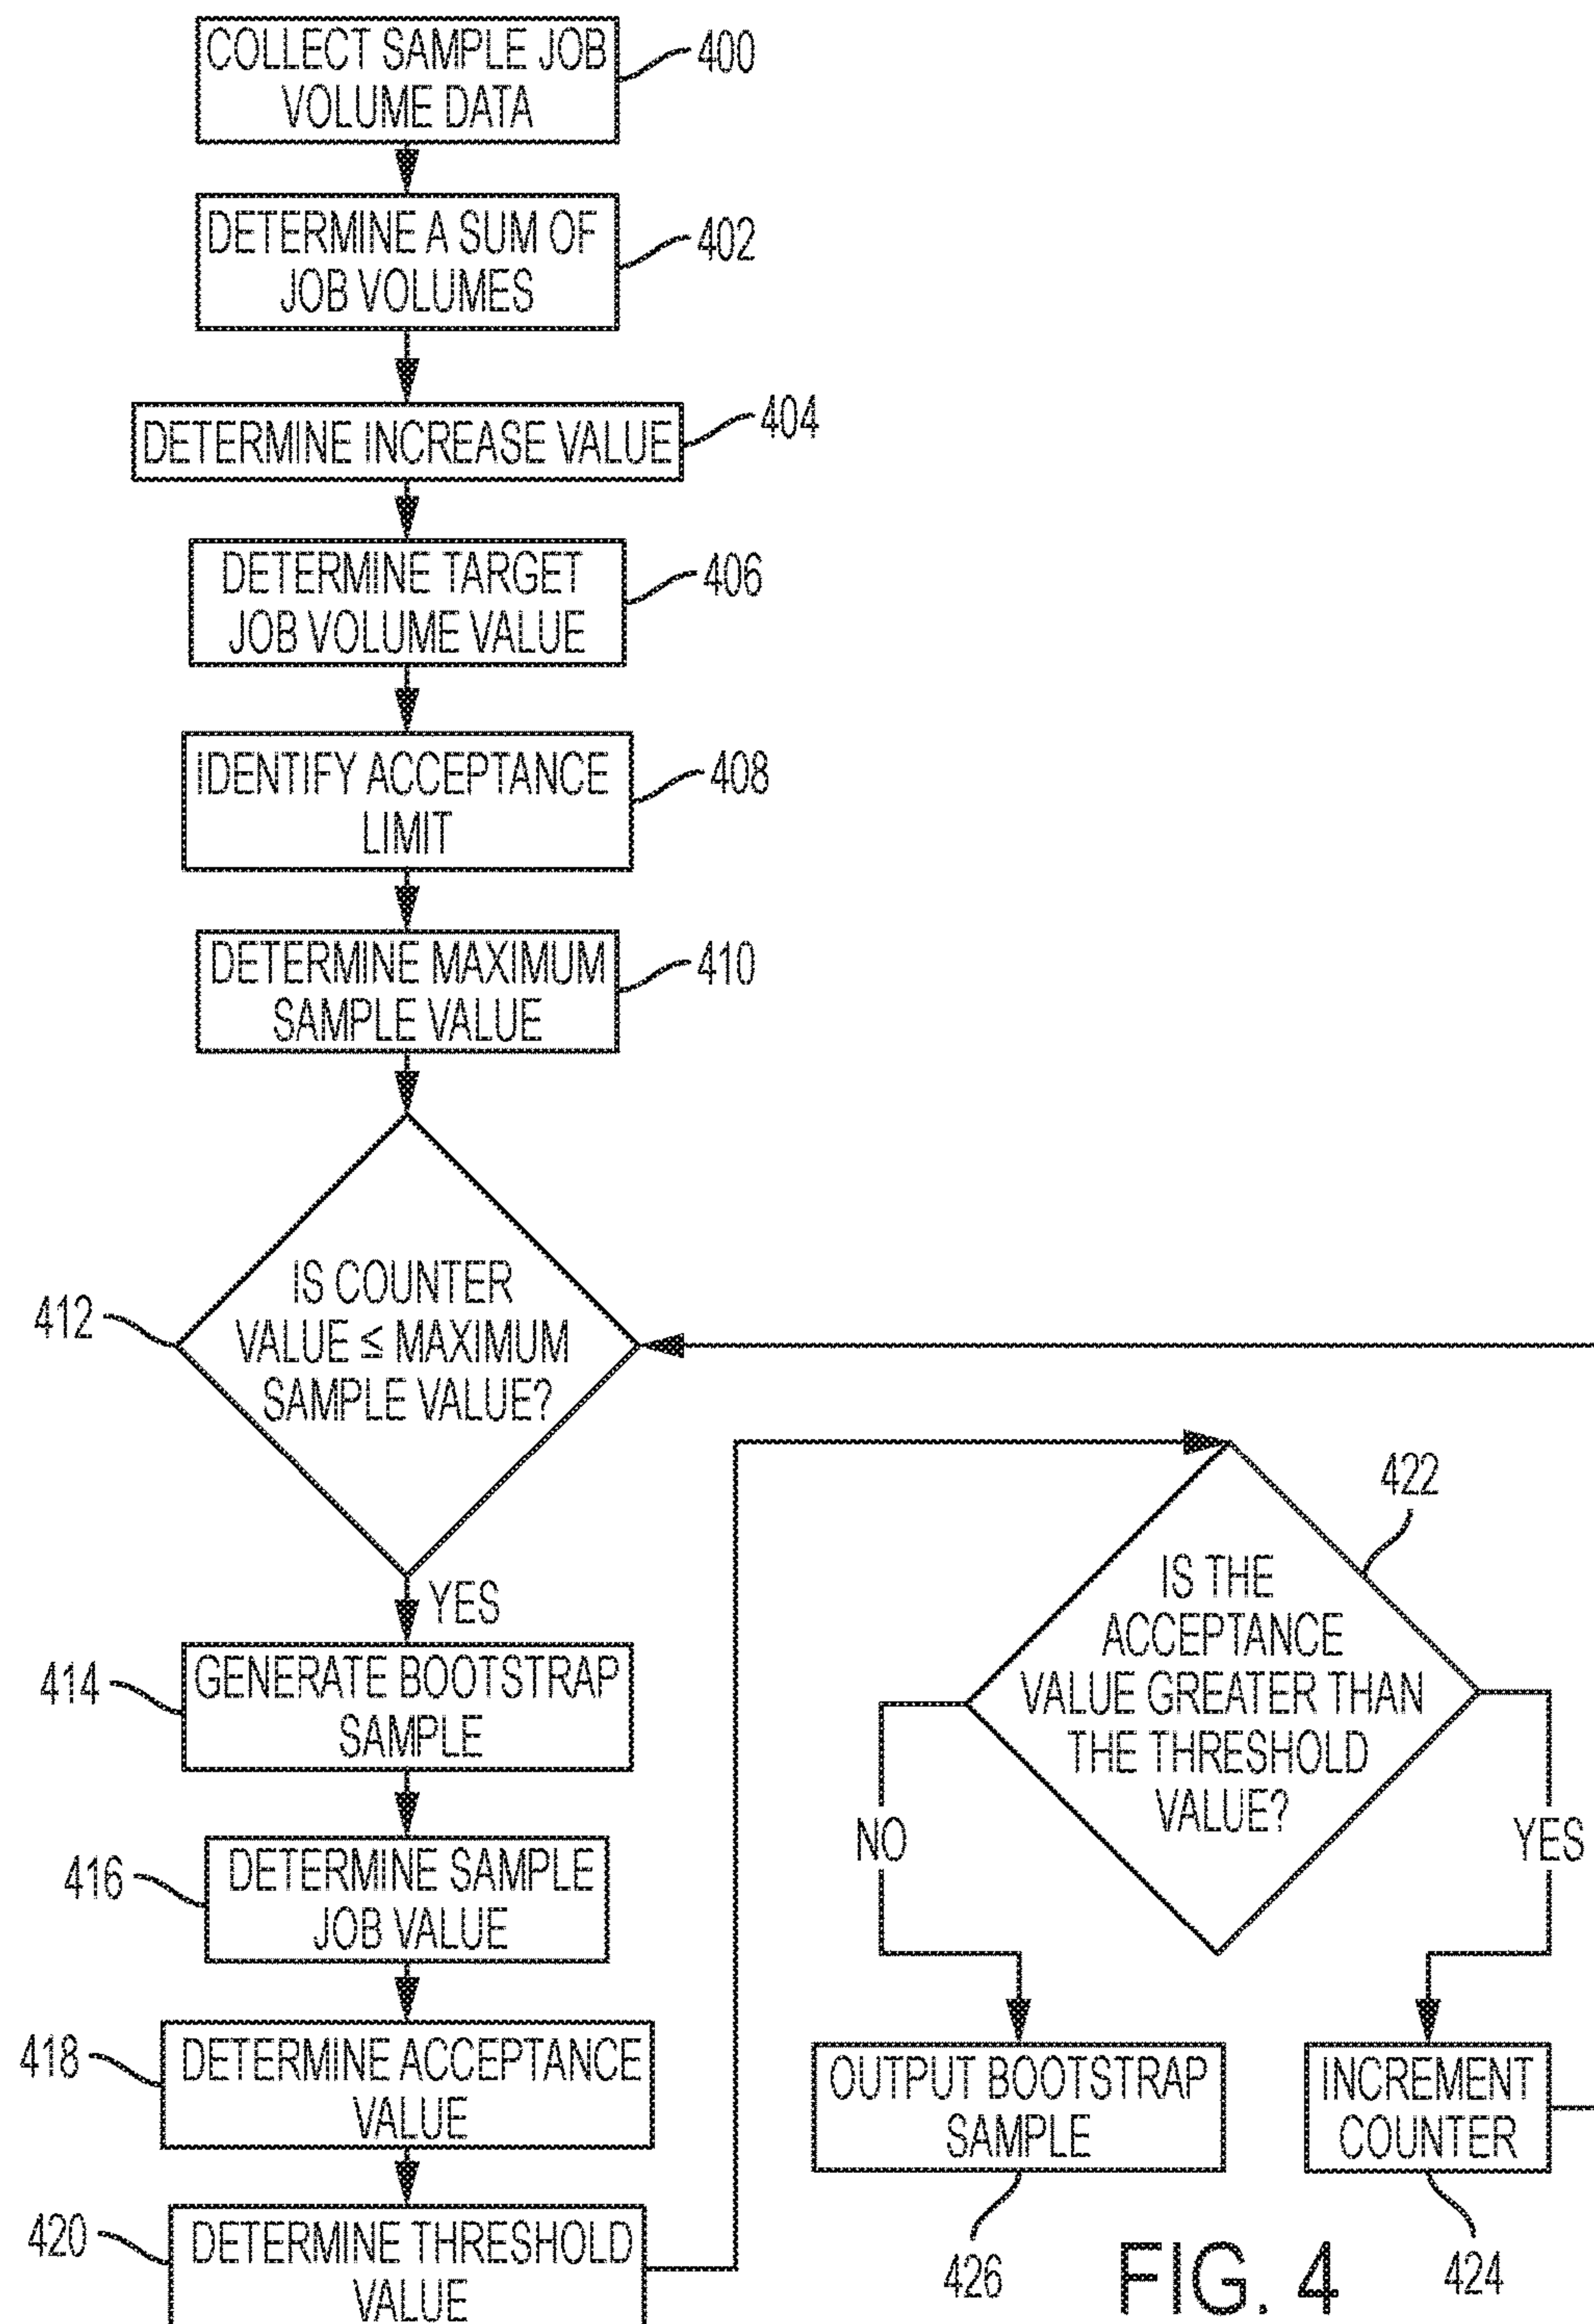 COLLECT SAMPLE JOB
VOLUME DATA
400
DETERMINE A SUM OF
JOB VOLUMES
402
DETERMINE INCREASE VALUE
404
DETERMINE TARGET
JOB VOLUME VALUE
406
IDENTIFY ACCEPTANCE
LIMIT
408
DETERMINE MAXIMUM
SAMPLE VALUE
410
IS COUNTER
VALUE ≤ MAXIMUM
SAMPLE VALUE?
412
YES
GENERATE BOOTSTRAP
SAMPLE
414
DETERMINE SAMPLE
JOB VALUE
416
DETERMINE ACCEPTANCE
VALUE
418
DETERMINE THRESHOLD
VALUE
420
IS THE
ACCEPTANCE
VALUE GREATER THAN
THE THRESHOLD
VALUE?
422
NO
YES
OUTPUT BOOTSTRAP
SAMPLE
426
INCREMENT
COUNTER
424
FIG. 4